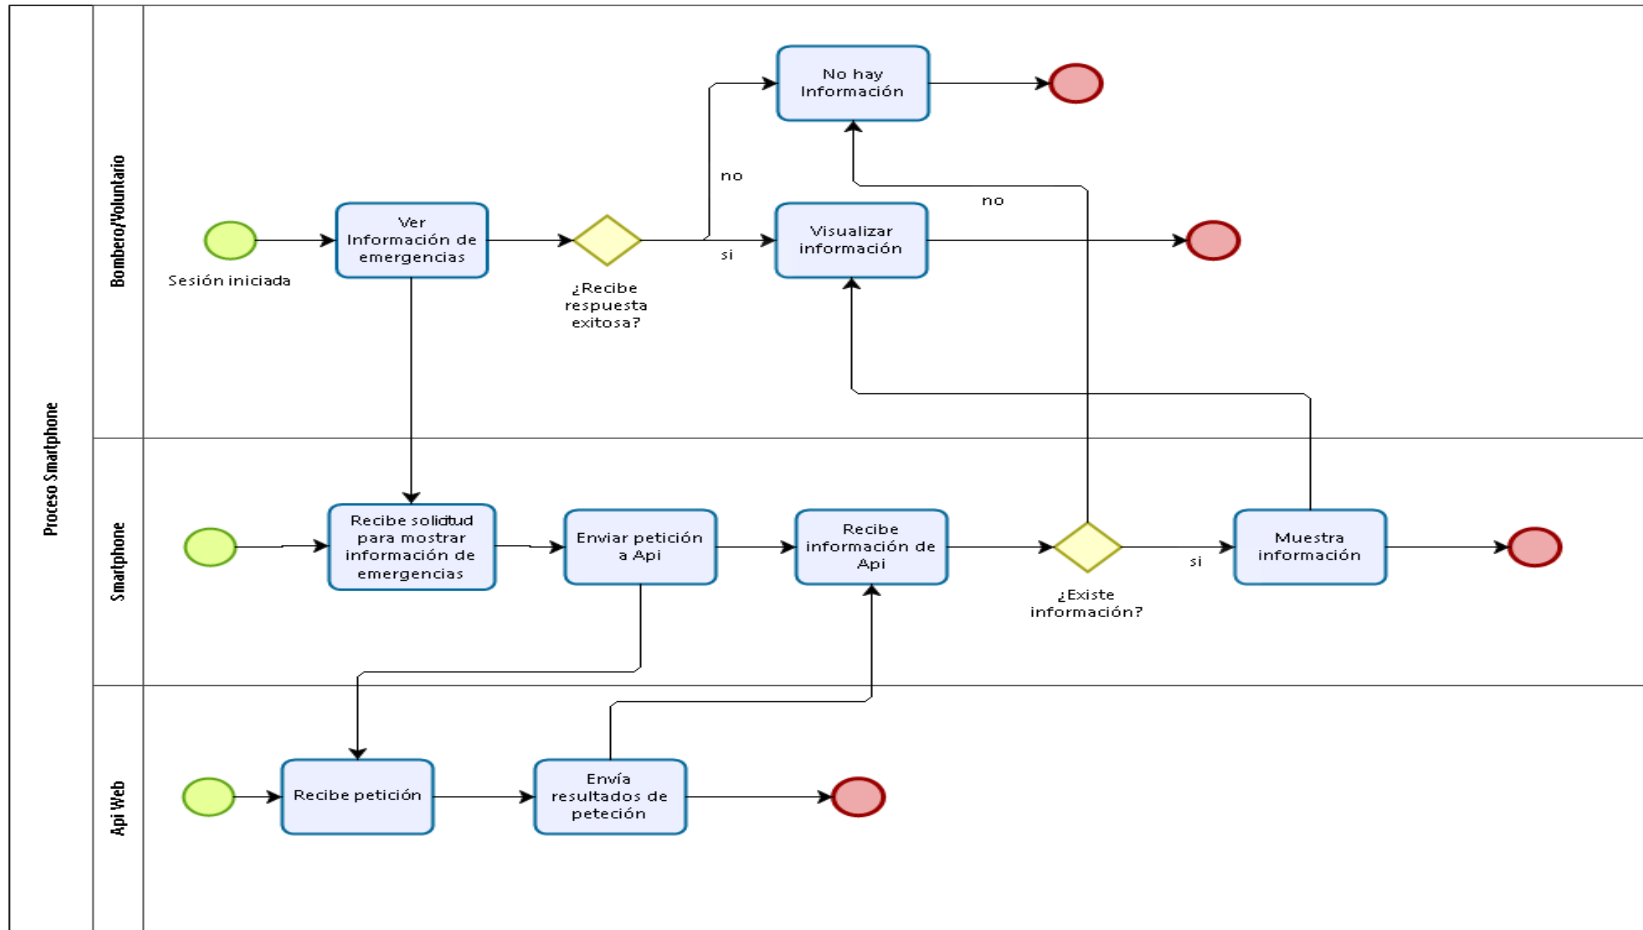 Proceso Smartphone
Bombero/Voluntario
Sesión iniciada
Ver
Información de
emergencias
¿Recibe
respuesta
exitosa?
no
si
No hay
Información
Visualizar
información
no
Smartphone
Recibe solicitud
para mostrar
información de
emergencias
Enviar petición
a Api
Recibe
información de
Api
¿Existe
información?
si
Muestra
información
Api Web
Recibe petición
Envía
resultados de
peteción